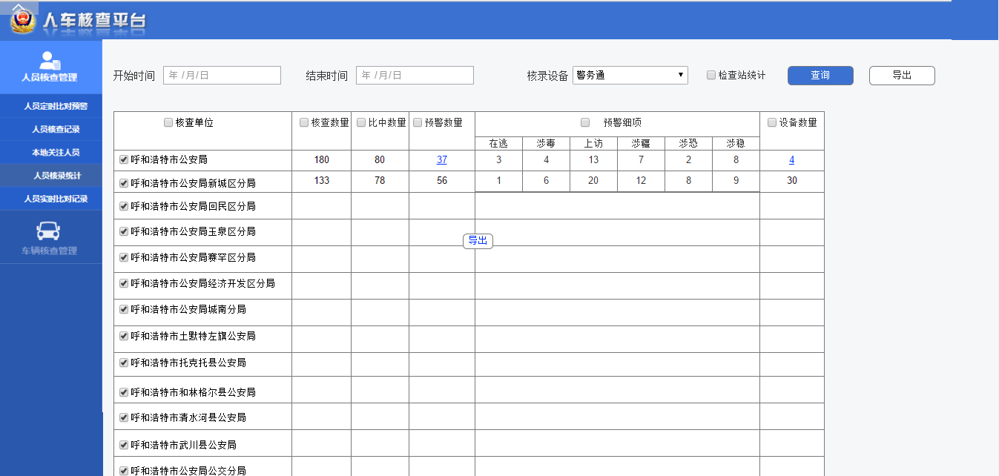 人车核查平台
人员核查管理
人员定时比对预警
人员核查记录
本地关注人员
人员核录统计
人员实时比对记录
车辆核查管理
开始时间 年 /月/日 结束时间 年 /月/日 核录设备 警务通 检查站统计 查询 导出
核查单位 核查数量 比中数量 预警数量 预警细项 设备数量
在逃 涉毒 上访 涉疆 涉恐 涉稳
呼和浩特市公安局 180 80 37 3 4 13 7 2 8 4
呼和浩特市公安局新城区分局 133 78 56 1 6 20 12 8 9 30
呼和浩特市公安局回民区分局
呼和浩特市公安局玉泉区分局
导出
呼和浩特市公安局赛罕区分局
呼和浩特市公安局经济开发区分局
呼和浩特市公安局城南分局
呼和浩特市土默特左旗公安局
呼和浩特市托克托县公安局
呼和浩特市和林格尔县公安局
呼和浩特市清水河县公安局
呼和浩特市武川县公安局
呼和浩特市公安局公交分局